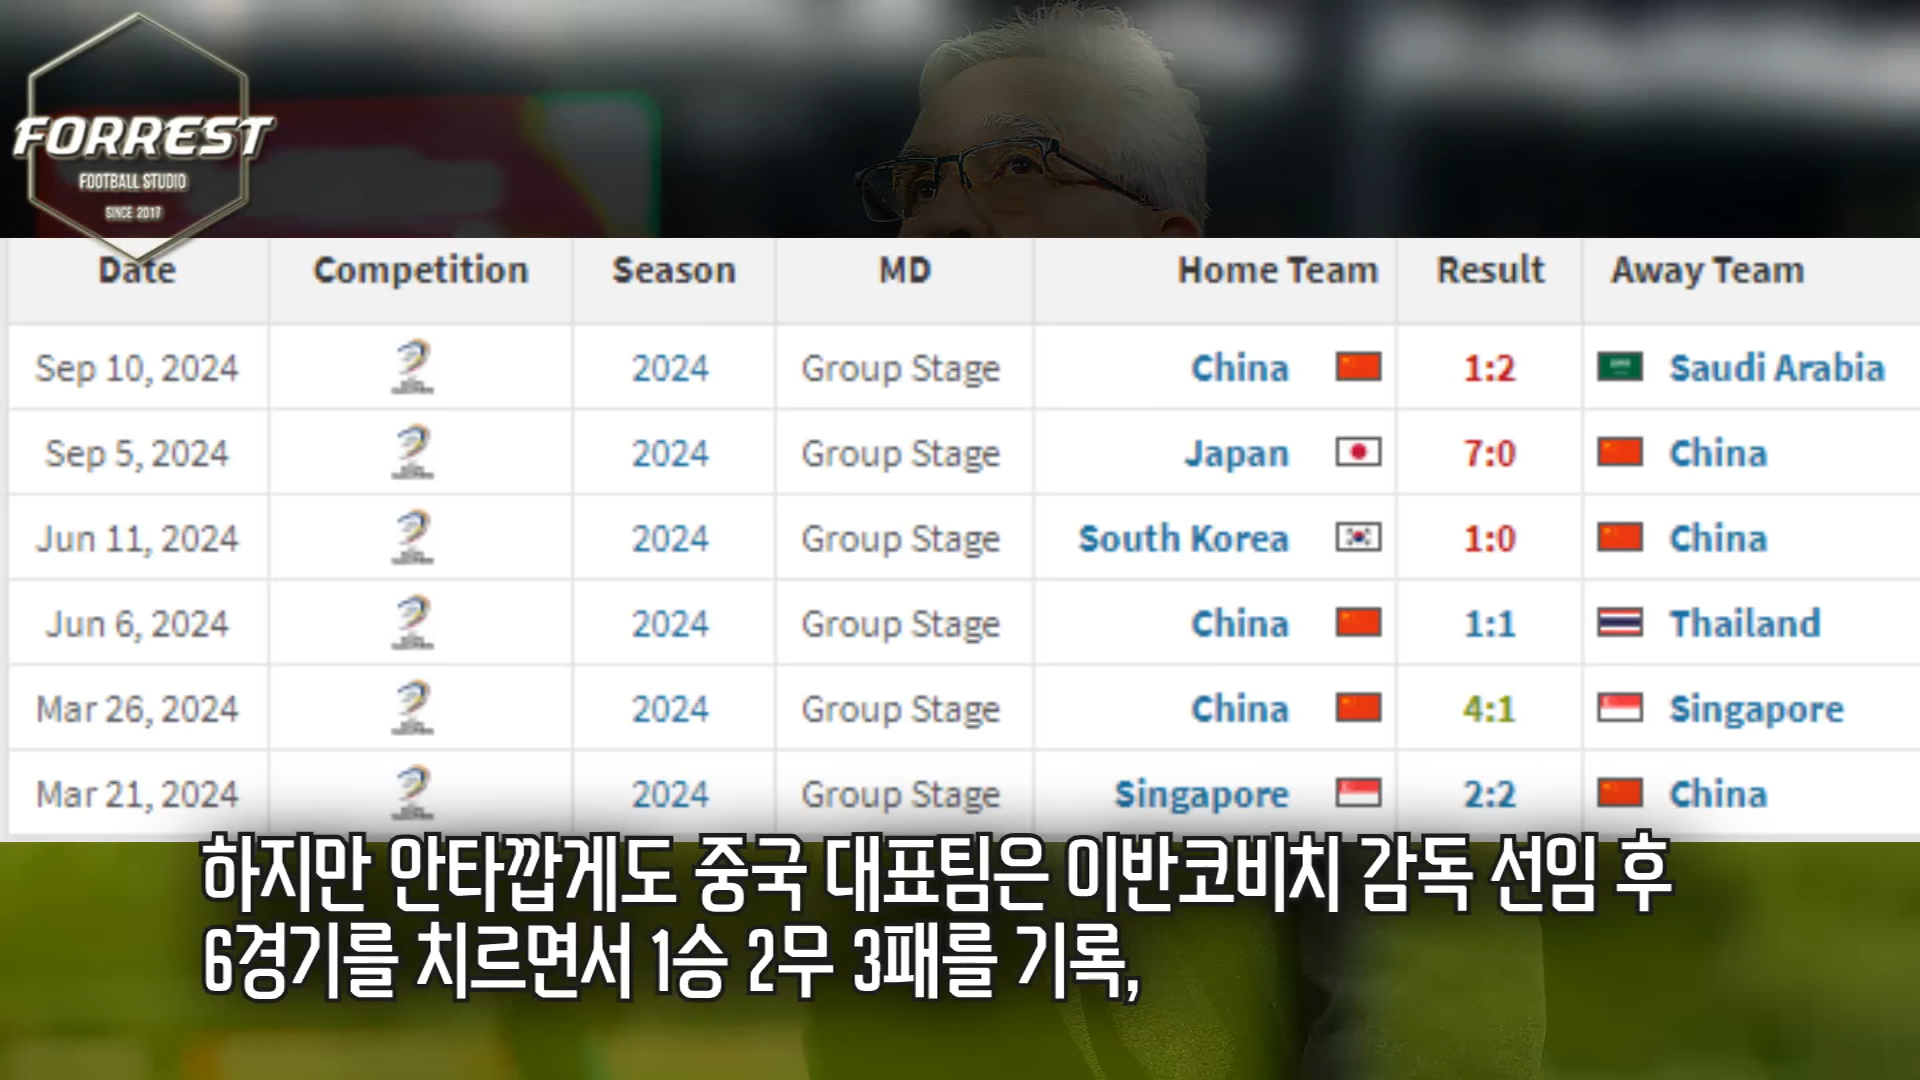 FORREST
FOOTBALL STUDIO
SINCE 2017
Date Competition Season MD Home Team Result Away Team
Sep 10, 2024 2024 Group Stage China 1:2 Saudi Arabia
Sep 5, 2024 2024 Group Stage Japan 7:0 China
Jun 11, 2024 2024 Group Stage South Korea 1:0 China
Jun 6, 2024 2024 Group Stage China 1:1 Thailand
Mar 26, 2024 2024 Group Stage China 4:1 Singapore
Mar 21, 2024 2024 Group Stage Singapore 2:2 China
하지만 안타깝게도 중국 대표팀은 이반코비치 감독 선임 후
6경기를 치르면서 1승 2무 3패를 기록,